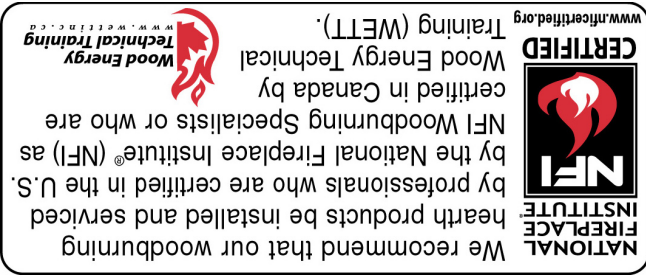 NATIONAL
FIREPLACE
INSTITUTE®
NFI
CERTIFIED
www.nficertified.org
We recommend that our woodburning
hearth products be installed and serviced
by professionals who are certified in the U.S.
by the National Fireplace Institute® (NFI) as
NFI Woodburning Specialists or who are
certified in Canada by
Wood Energy Technical
Training (WETT).
Wood Energy
Technical Training
www.wettinc.ca